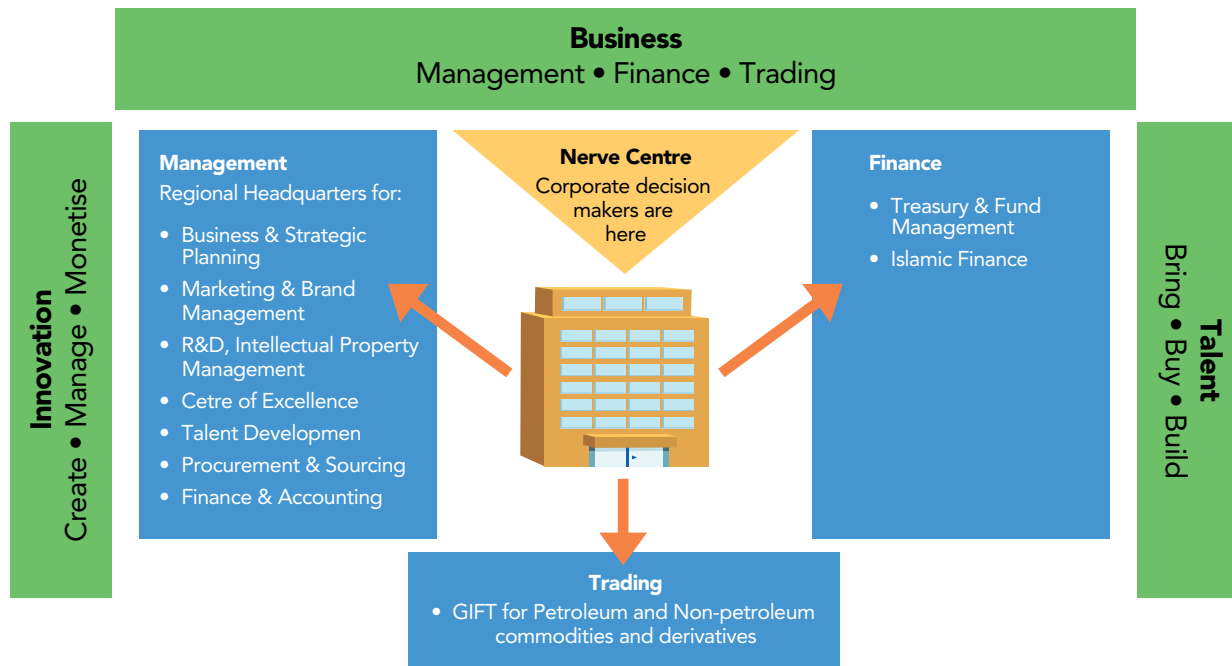 Business
Management • Finance • Trading
Innovation
Create • Manage • Monetise
Management
Regional Headquarters for:
• Business & Strategic
Planning
• Marketing & Brand
Management
• R&D, Intellectual Property
Management
• Cetre of Excellence
• Talent Developmen
• Procurement & Sourcing
• Finance & Accounting
Nerve Centre
Corporate decision
makers are
here
Finance
• Treasury & Fund
Management
• Islamic Finance
Talent
Bring • Buy • Build
Trading
• GIFT for Petroleum and Non-petroleum
commodities and derivatives